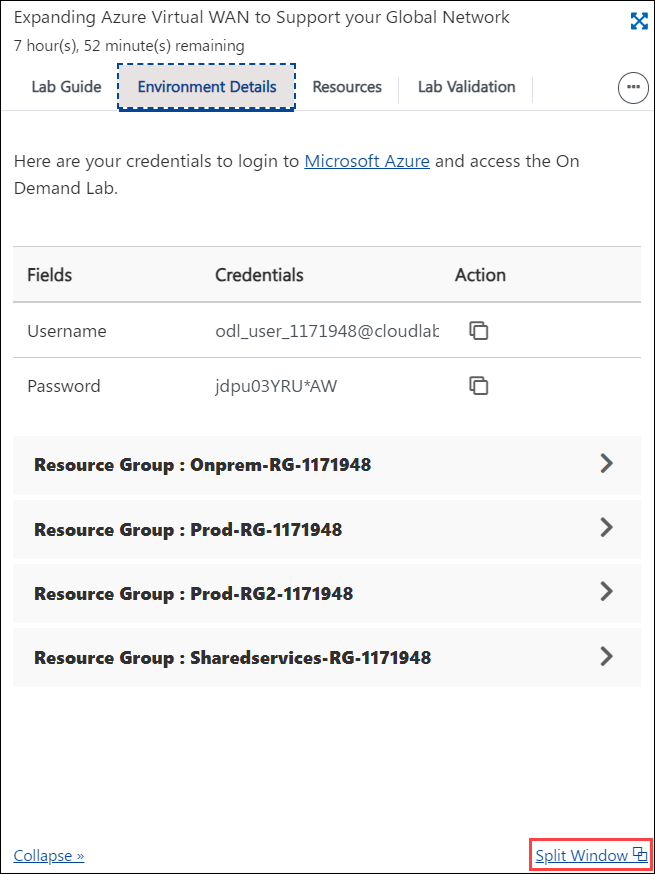 Expanding Azure Virtual WAN to Support your Global Network
7 hour(s), 52 minute(s) remaining
Lab Guide Environment Details Resources Lab Validation
Here are your credentials to login to Microsoft Azure and access the On
Demand Lab.
Fields Credentials Action
Username odl_user_1171948@cloudlab
Password jdpu03YRU*AW
Resource Group : Onprem-RG-1171948
Resource Group : Prod-RG-1171948
Resource Group : Prod-RG2-1171948
Resource Group : Sharedservices-RG-1171948
Collapse » Split Window